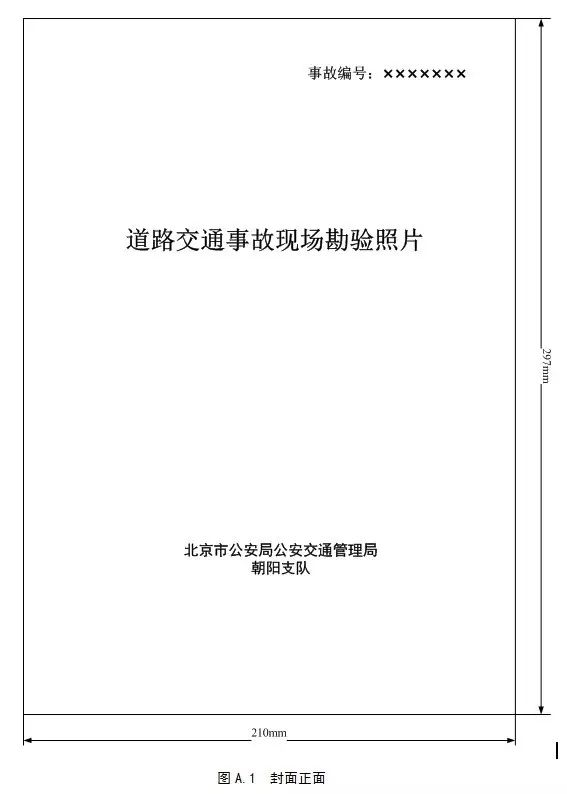 事故编号：×××××××
道路交通事故现场勘验照片
297mm
北京市公安局公安交通管理局
朝阳支队
210mm
图 A.1 封面正面